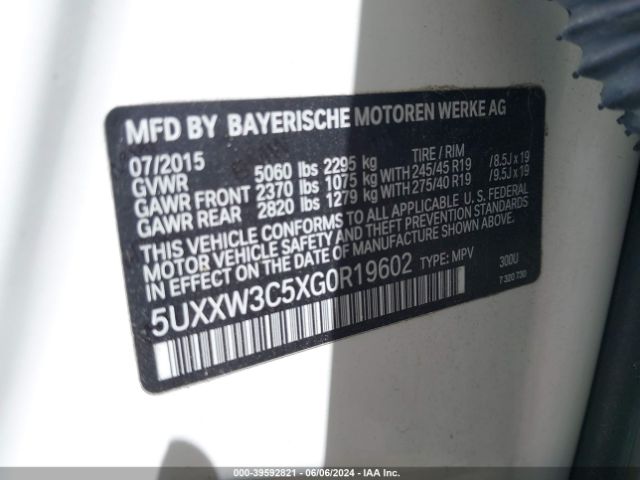 MFD BY BAYERISCHE MOTOREN WERKE AG
07/2015 TIRE / RIM
GVWR 5060 lbs 2295 kg
GAWR FRONT 2370 lbs 1075 kg WITH 245/45 R19 /8.5J x 19
GAWR REAR 2820 lbs 1279 kg WITH 275/40 R19 /9.5J x 19
THIS VEHICLE CONFORMS TO ALL APPLICABLE U. S. FEDERAL
MOTOR VEHICLE SAFETY AND THEFT PREVENTION STANDARDS
IN EFFECT ON THE DATE OF MANUFACTURE SHOWN ABOVE.
5UXXW3C5XG0R19602 TYPE: MPV 300U
7 320 730
000-39592821 - 06/06/2024 - IAA Inc.